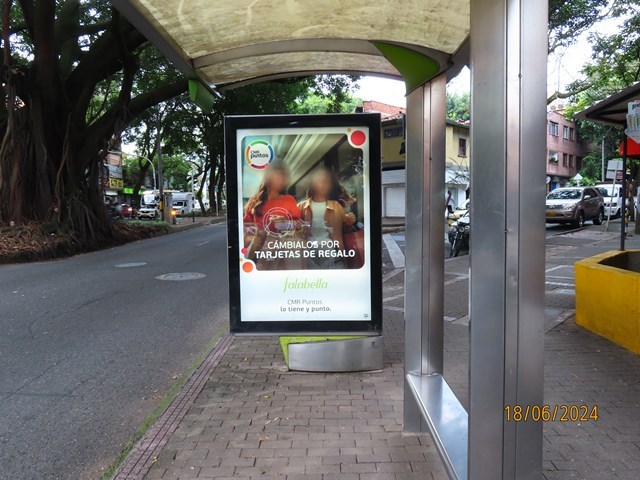 CMR
puntos
CÁMBIALOS POR
TARJETAS DE REGALO
falabella
CMR Puntos
lo tiene y punto.
18/06/2024